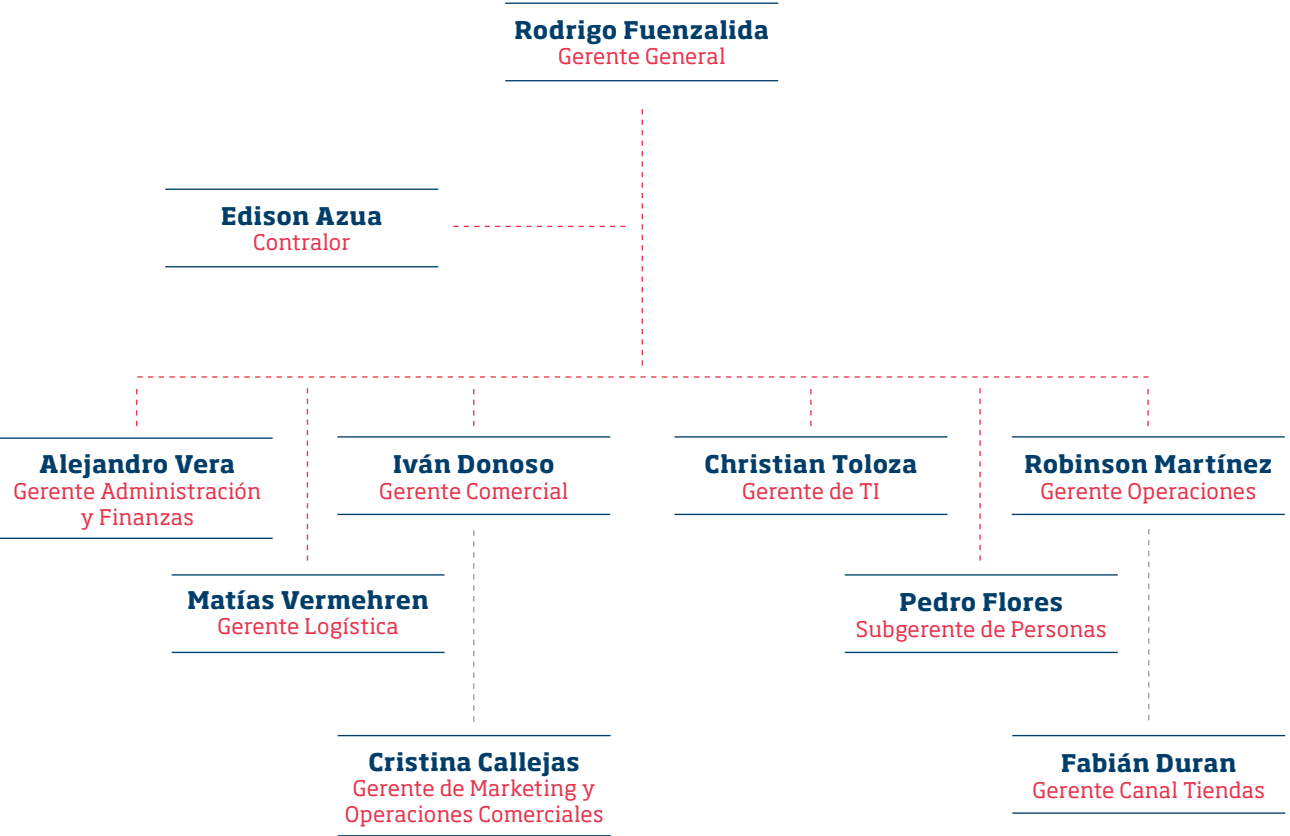 Rodrigo Fuenzalida
Gerente General
Edison Azua
Contralor
Alejandro Vera
Gerente Administración
y Finanzas
Iván Donoso
Gerente Comercial
Christian Toloza
Gerente de TI
Robinson Martínez
Gerente Operaciones
Matías Vermehren
Gerente Logística
Pedro Flores
Subgerente de Personas
Cristina Callejas
Gerente de Marketing y
Operaciones Comerciales
Fabián Duran
Gerente Canal Tiendas